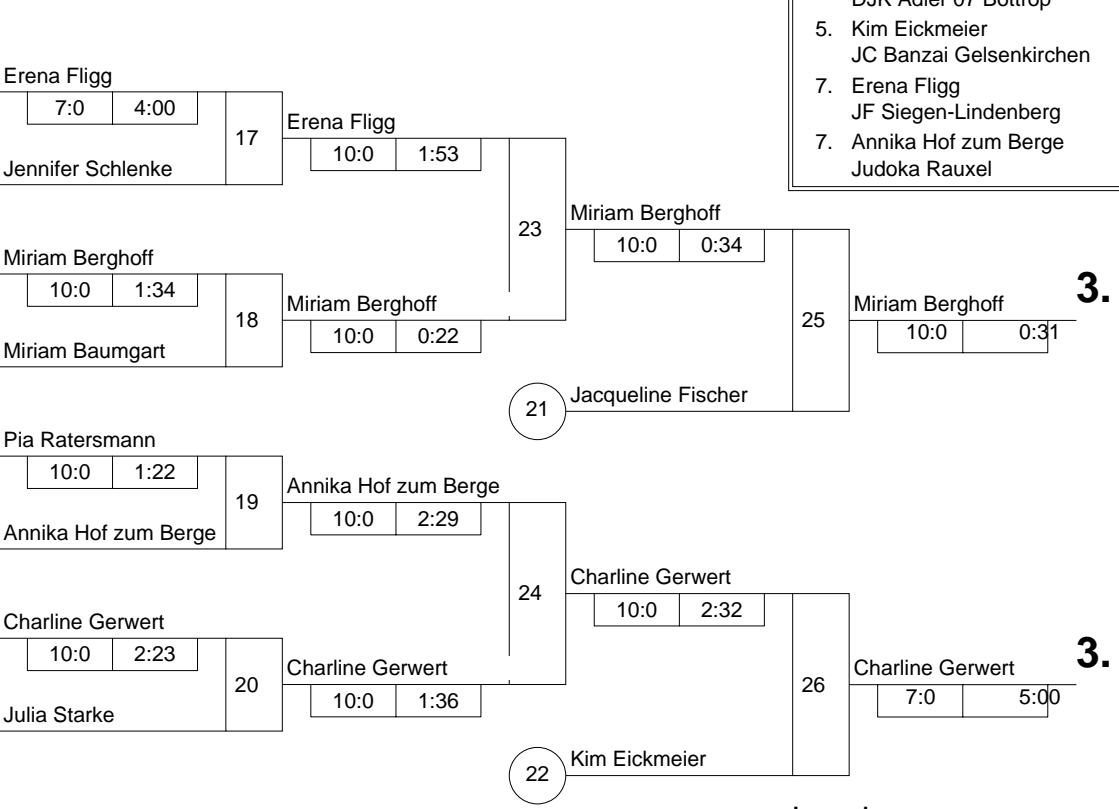 DJK Adler 07 Bottrop
5. Kim Eickmeier
JC Banzai Gelsenkirchen
7. Erena Fligg
JF Siegen-Lindenberg
7. Annika Hof zum Berge
Judoka Rauxel
Erena Fligg
7:0 4:00
17
Jennifer Schlenke
Erena Fligg
10:0 1:53
23
Miriam Berghoff
10:0 1:34
18
Miriam Baumgart
Miriam Berghoff
10:0 0:22
Miriam Berghoff
10:0 0:34
25
21 Jacqueline Fischer
Miriam Berghoff 3.
10:0 0:31
Pia Ratersmann
10:0 1:22
19
Annika Hof zum Berge
Annika Hof zum Berge
10:0 2:29
24
Charline Gerwert
10:0 2:23
20
Julia Starke
Charline Gerwert
10:0 1:36
Charline Gerwert
10:0 2:32
26
22 Kim Eickmeier
Charline Gerwert 3.
7:0 5:00